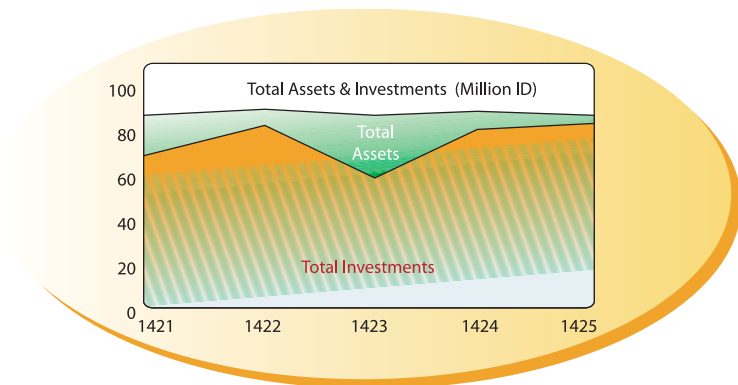 Total Assets & Investments (Million ID)
100
80
60
40
20
0
Total
Assets
Total Investments
1421 1422 1423 1424 1425